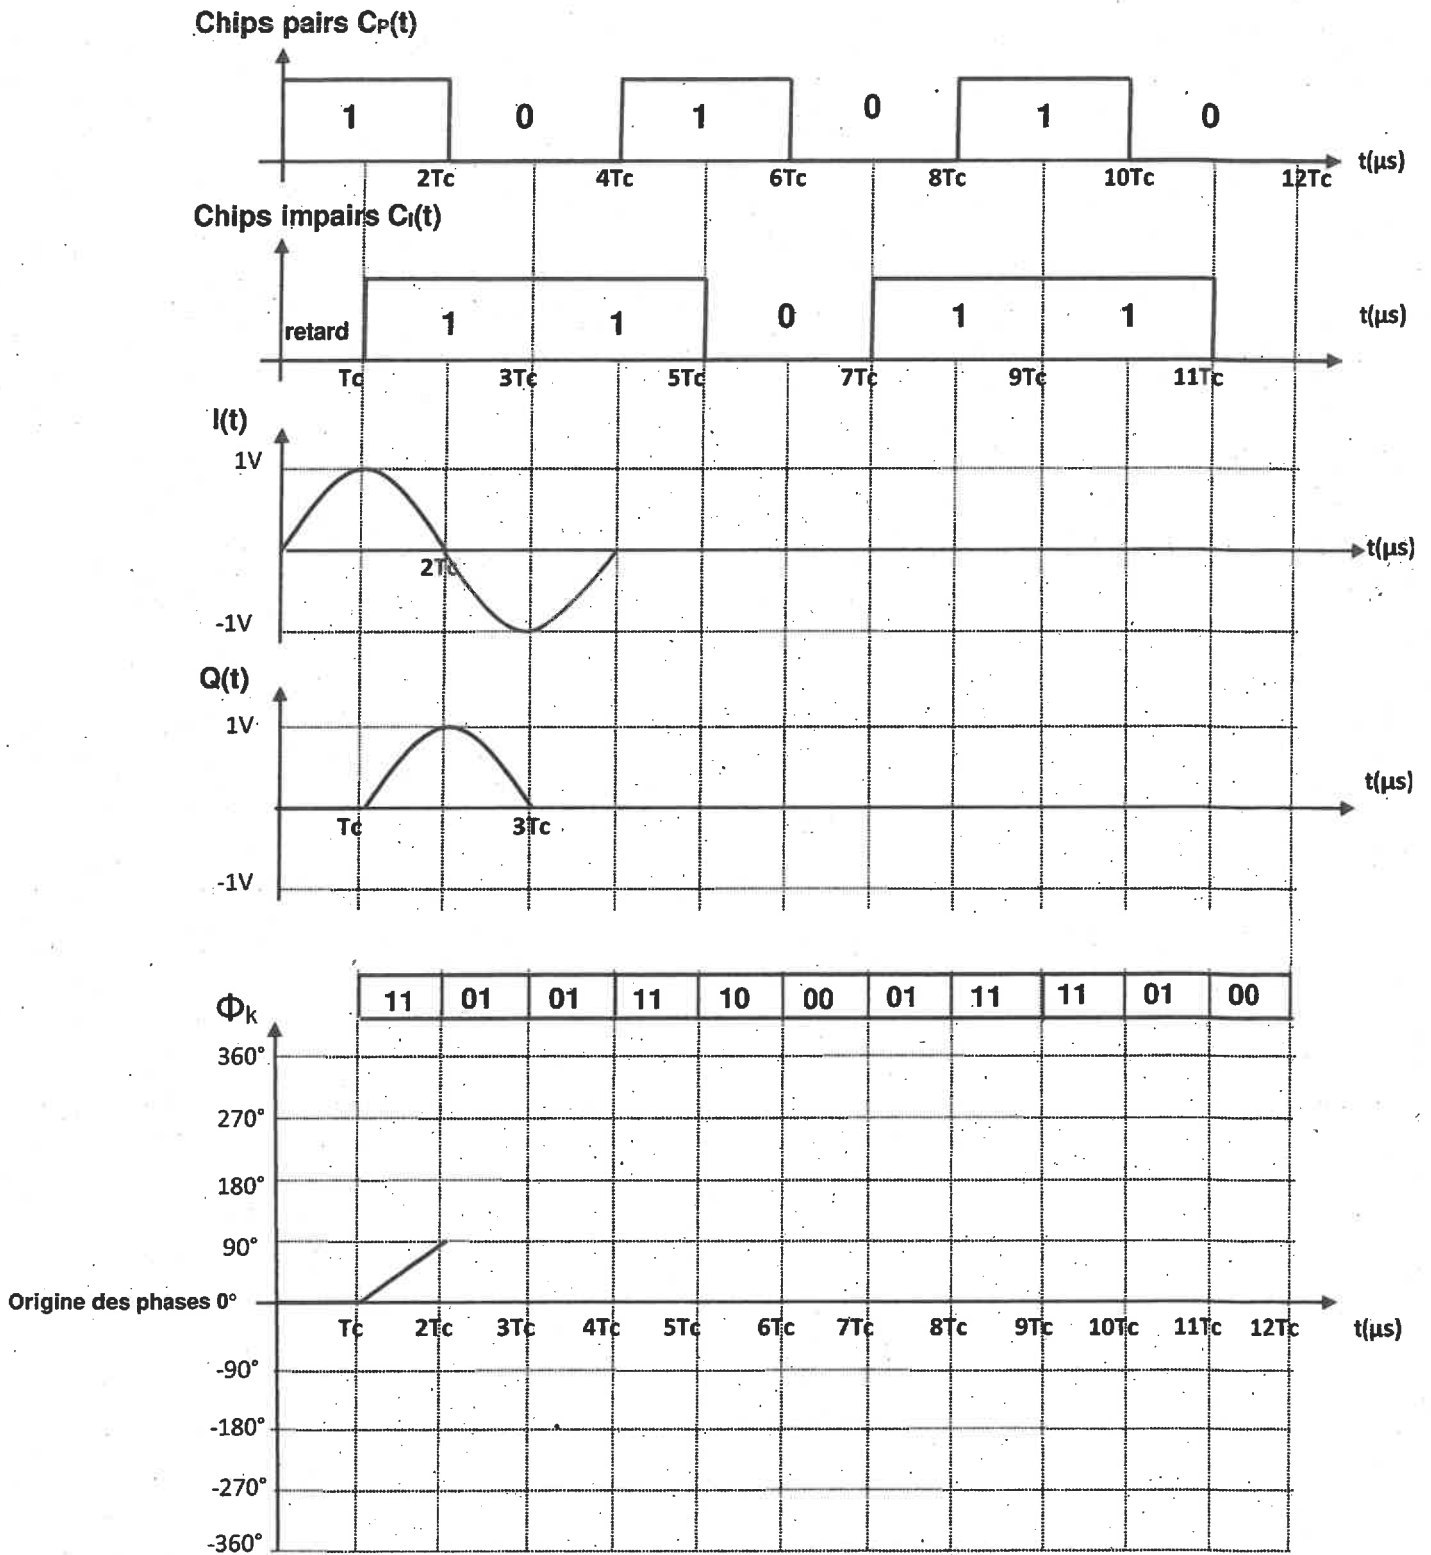 Chips pairs CP(t)
1 0 1 0 1 0
t(µs)
2Tc 4Tc 6Tc 8Tc 10Tc 12Tc
Chips impairs CI(t)
retard 1 1 0 1 1
t(µs)
Tc 3Tc 5Tc 7Tc 9Tc 11Tc
I(t)
1V
t(µs)
2Tc
-1V
Q(t)
1V
t(µs)
Tc 3Tc
-1V
Φk
11 01 01 11 10 00 01 11 11 01 00
360°
270°
180°
90°
Origine des phases 0°
Tc 2Tc 3Tc 4Tc 5Tc 6Tc 7Tc 8Tc 9Tc 10Tc 11Tc 12Tc t(µs)
-90°
-180°
-270°
-360°